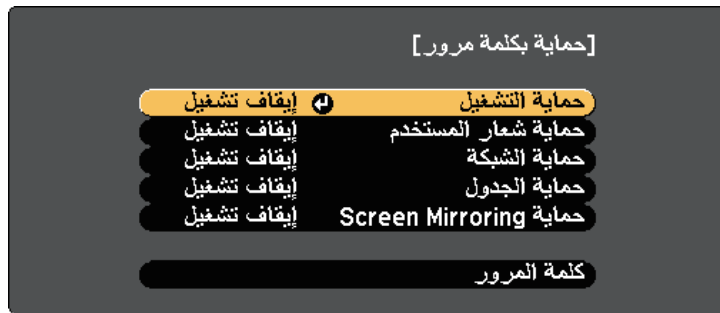 [حماية بكلمة مرور]
حماية التشغيل إيقاف تشغيل
حماية شعار المستخدم إيقاف تشغيل
حماية الشبكة إيقاف تشغيل
حماية الجدول إيقاف تشغيل
حماية Screen Mirroring إيقاف تشغيل
كلمة المرور